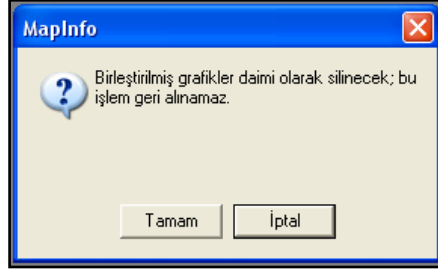 MapInfo
Birleştirilmiş grafikler daimi olarak silinecek; bu
işlem geri alınamaz.
Tamam
İptal